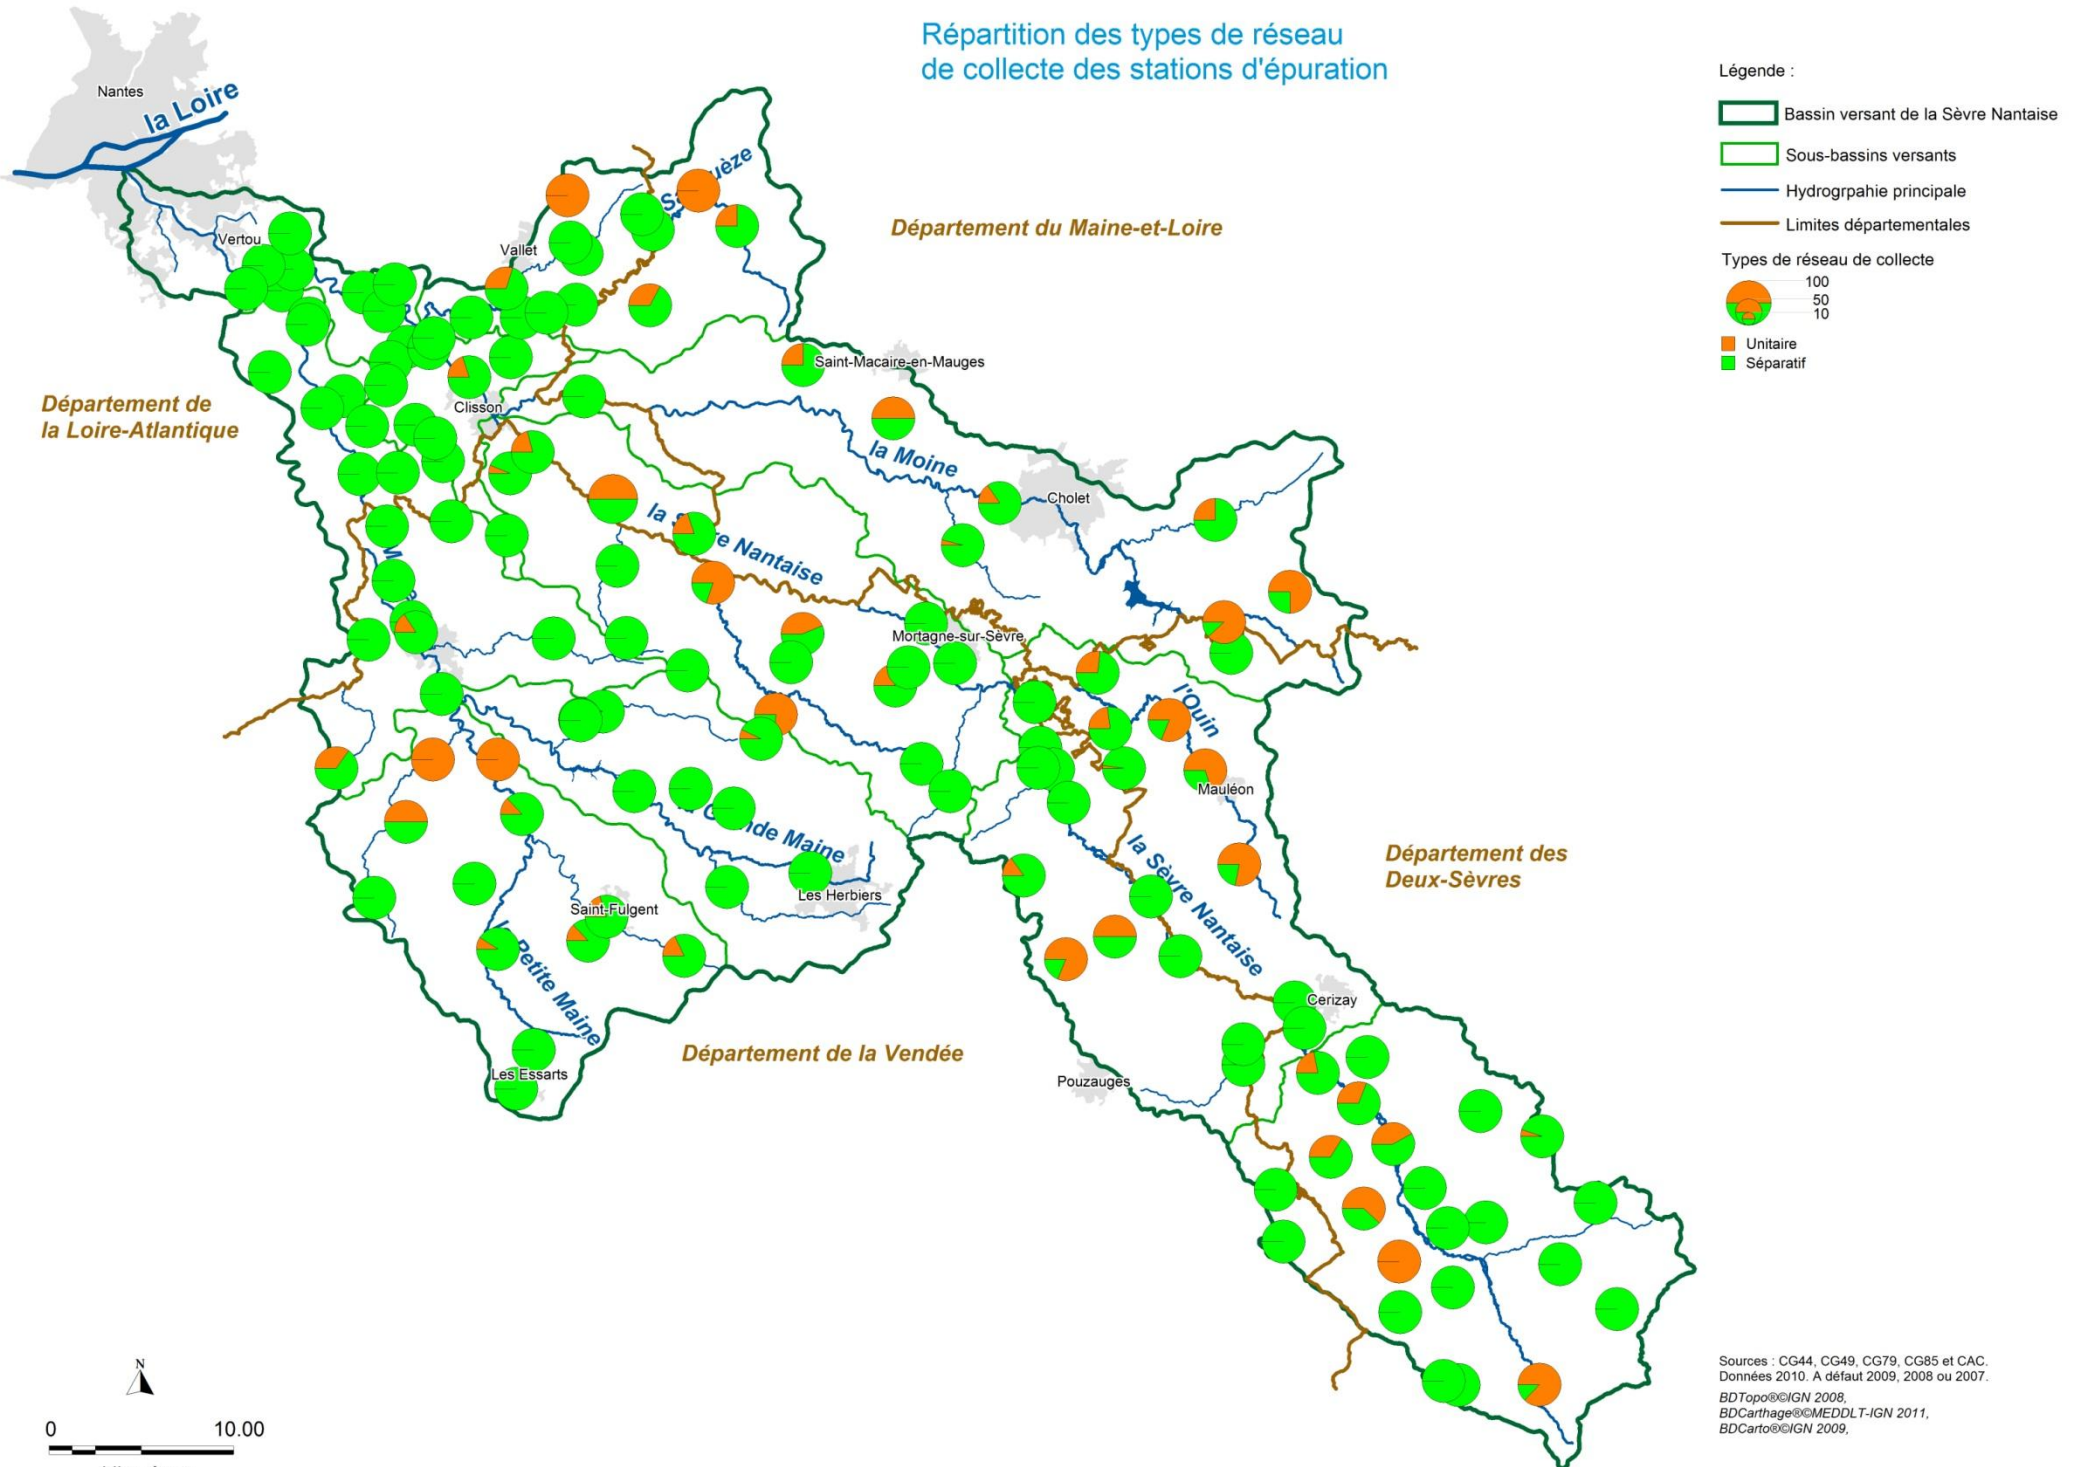 Répartition des types de réseau
de collecte des stations d'épuration
Légende :
Bassin versant de la Sèvre Nantaise
Sous-bassins versants
Hydrogrpahie principale
Limites départementales
Types de réseau de collecte
100
50
10
Unitaire
Séparatif
Nantes
la Loire
Vertou
Vallet
Département du Maine-et-Loire
Saint-Macaire-en-Mauges
Département de
la Loire-Atlantique
Clisson
la Moine
Cholet
Nantaise
Mortagne-sur-Sèvre
l'Ouin
Mauléon
Maine
la Sèvre Nantaise
Département des
Deux-Sèvres
Les Herbiers
Saint-Fulgent
Petite Maine
Cerizay
Département de la Vendée
Les Essarts
Pouzauges
N
0 10.00
Sources : CG44, CG49, CG79, CG85 et CAC.
Données 2010. A défaut 2009, 2008 ou 2007.
BDTopo®©IGN 2008,
BDCarthage®©MEDDLT-IGN 2011,
BDCarto®©IGN 2009,